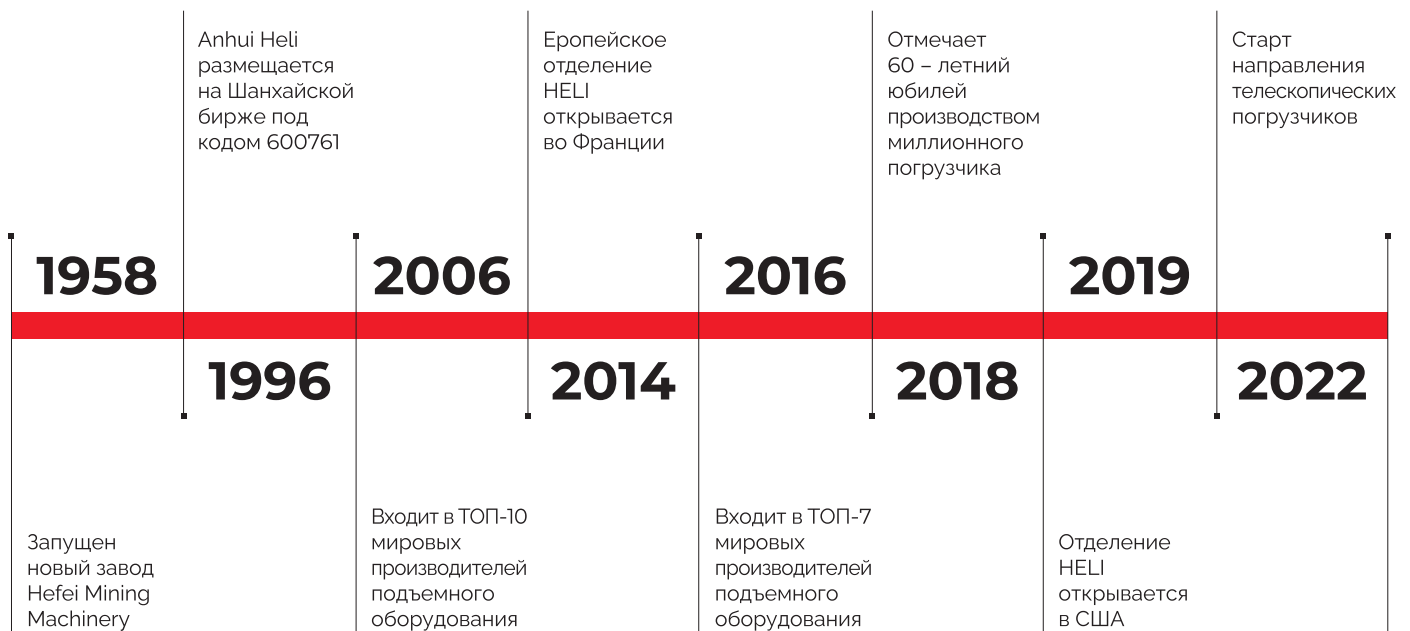 Anhui Heli
размещается
на Шанхайской
бирже под
кодом 600761
Еропейское
отделение
HELI
открывается
во Франции
Отмечает
60 – летний
юбилей
производством
миллионного
погрузчика
Старт
направления
телескопических
погрузчиков
1958
2006
2016
2019
1996
2014
2018
2022
Запущен
новый завод
Hefei Mining
Machinery
Входит в ТОП-10
мировых
производителей
подъемного
оборудования
Входит в ТОП-7
мировых
производителей
подъемного
оборудования
Отделение
HELI
открывается
в США